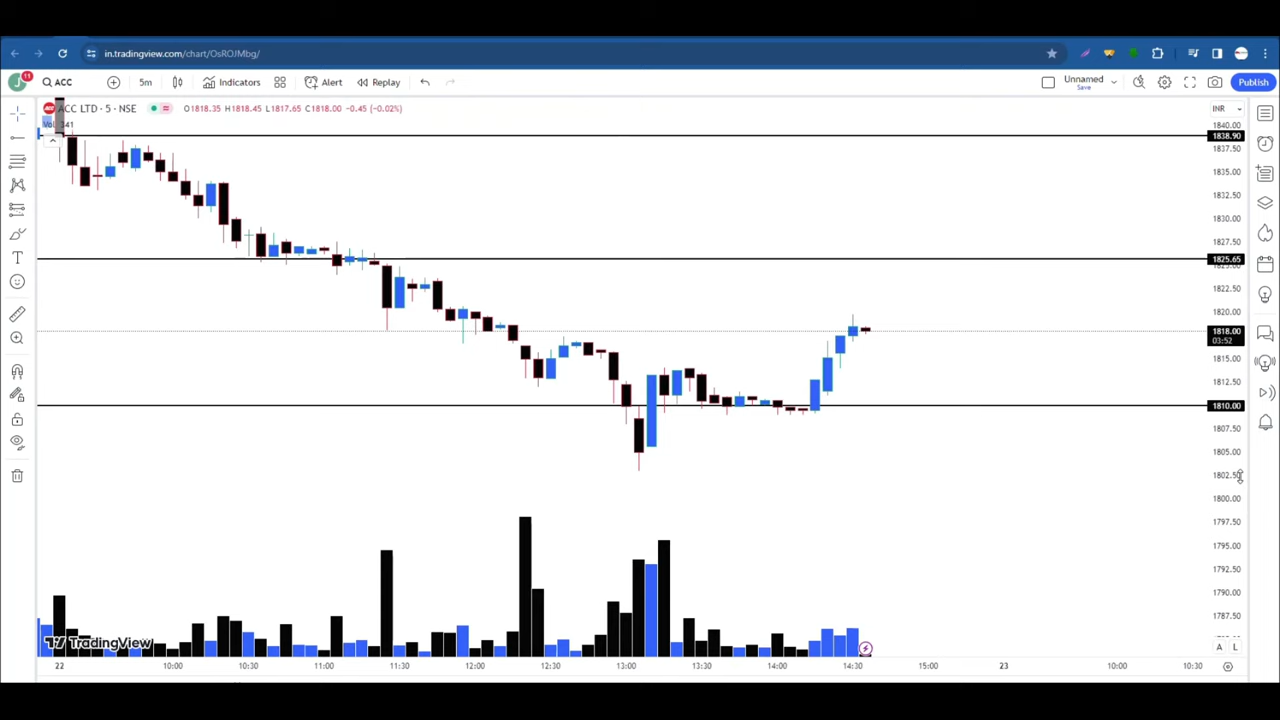 in.tradingview.com/chart/OsROJMbg/
11
ACC
5m
Indicators
Alert
Replay
Unnamed
Save
Publish
ACC LTD · 5 · NSE
O1818.35 H1818.45 L1817.65 C1818.00 -0.45 (-0.02%)
INR
Vol 341
1840.00
1838.90
1837.50
1835.00
1832.50
1830.00
1827.50
1825.65
1825.00
1822.50
1820.00
1818.00
03:52
1815.00
1812.50
1810.00
1807.50
1805.00
1802.50
1800.00
1797.50
1795.00
1792.50
1790.00
1787.50
A L
TradingView
22 10:00 10:30 11:00 11:30 12:00 12:30 13:00 13:30 14:00 14:30 15:00 23 10:00 10:30